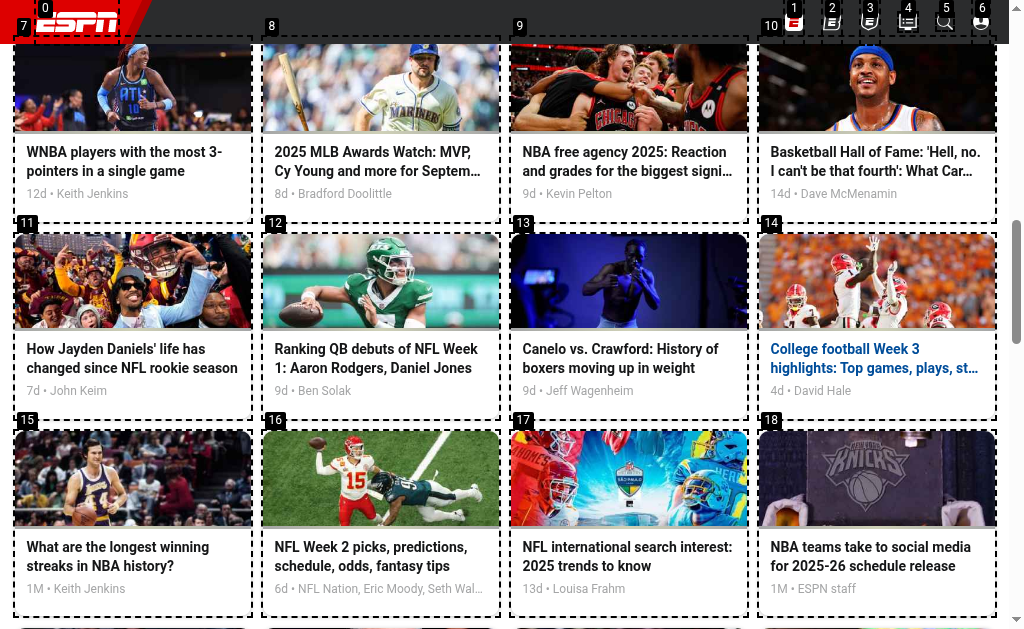 7
0
ESPN
8
9
10
1
2
3
4
5
6
WNBA players with the most 3-
pointers in a single game
12d • Keith Jenkins
2025 MLB Awards Watch: MVP,
Cy Young and more for Septem...
8d • Bradford Doolittle
NBA free agency 2025: Reaction
and grades for the biggest signi...
9d • Kevin Pelton
Basketball Hall of Fame: 'Hell, no.
I can't be that fourth': What Car...
14d • Dave McMenamin
11
12
13
14
How Jayden Daniels' life has
changed since NFL rookie season
7d • John Keim
Ranking QB debuts of NFL Week
1: Aaron Rodgers, Daniel Jones
9d • Ben Solak
Canelo vs. Crawford: History of
boxers moving up in weight
9d • Jeff Wagenheim
College football Week 3
highlights: Top games, plays, st...
4d • David Hale
15
16
17
18
What are the longest winning
streaks in NBA history?
1M • Keith Jenkins
NFL Week 2 picks, predictions,
schedule, odds, fantasy tips
6d • NFL Nation, Eric Moody, Seth Wal...
NFL international search interest:
2025 trends to know
13d • Louisa Frahm
NBA teams take to social media
for 2025-26 schedule release
1M • ESPN staff